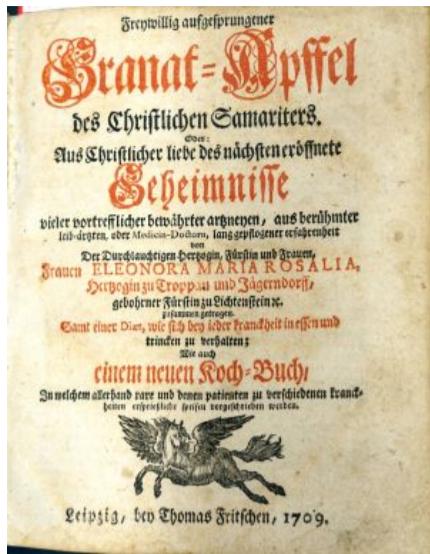 Freywillig aufgesprungener
Granat=Apffel
des Christlichen Samariters.
Oder:
Aus Christlicher liebe des nächsten eröffnete
Geheimnisse
vieler vortrefflicher bewährter artzneyen, aus berühmter
leib-ärzten, oder Medicin-Doctorn, lang gepflogener erfahrenheit
von
Der Durchlauchtigen Hertzogin, Fürstin und Frauen,
Frauen ELEONORA MARIA ROSALIA,
Hertzogin zu Troppau und Jägerndorff,
gebohrner Fürstin zu Lichtenstein ꝛc.
zusammen getragen.
Samt einer Diæt, wie sich bey jeder kranckheit in essen und
trincken zu verhalten;
Wie auch
einem neuen Koch-Buch,
In welchem allerhand rare und denen patienten zu verschiedenen kranck-
heiten ersprießliche speisen vorgeschrieben werden.
Leipzig, bey Thomas Fritschen, 1709.